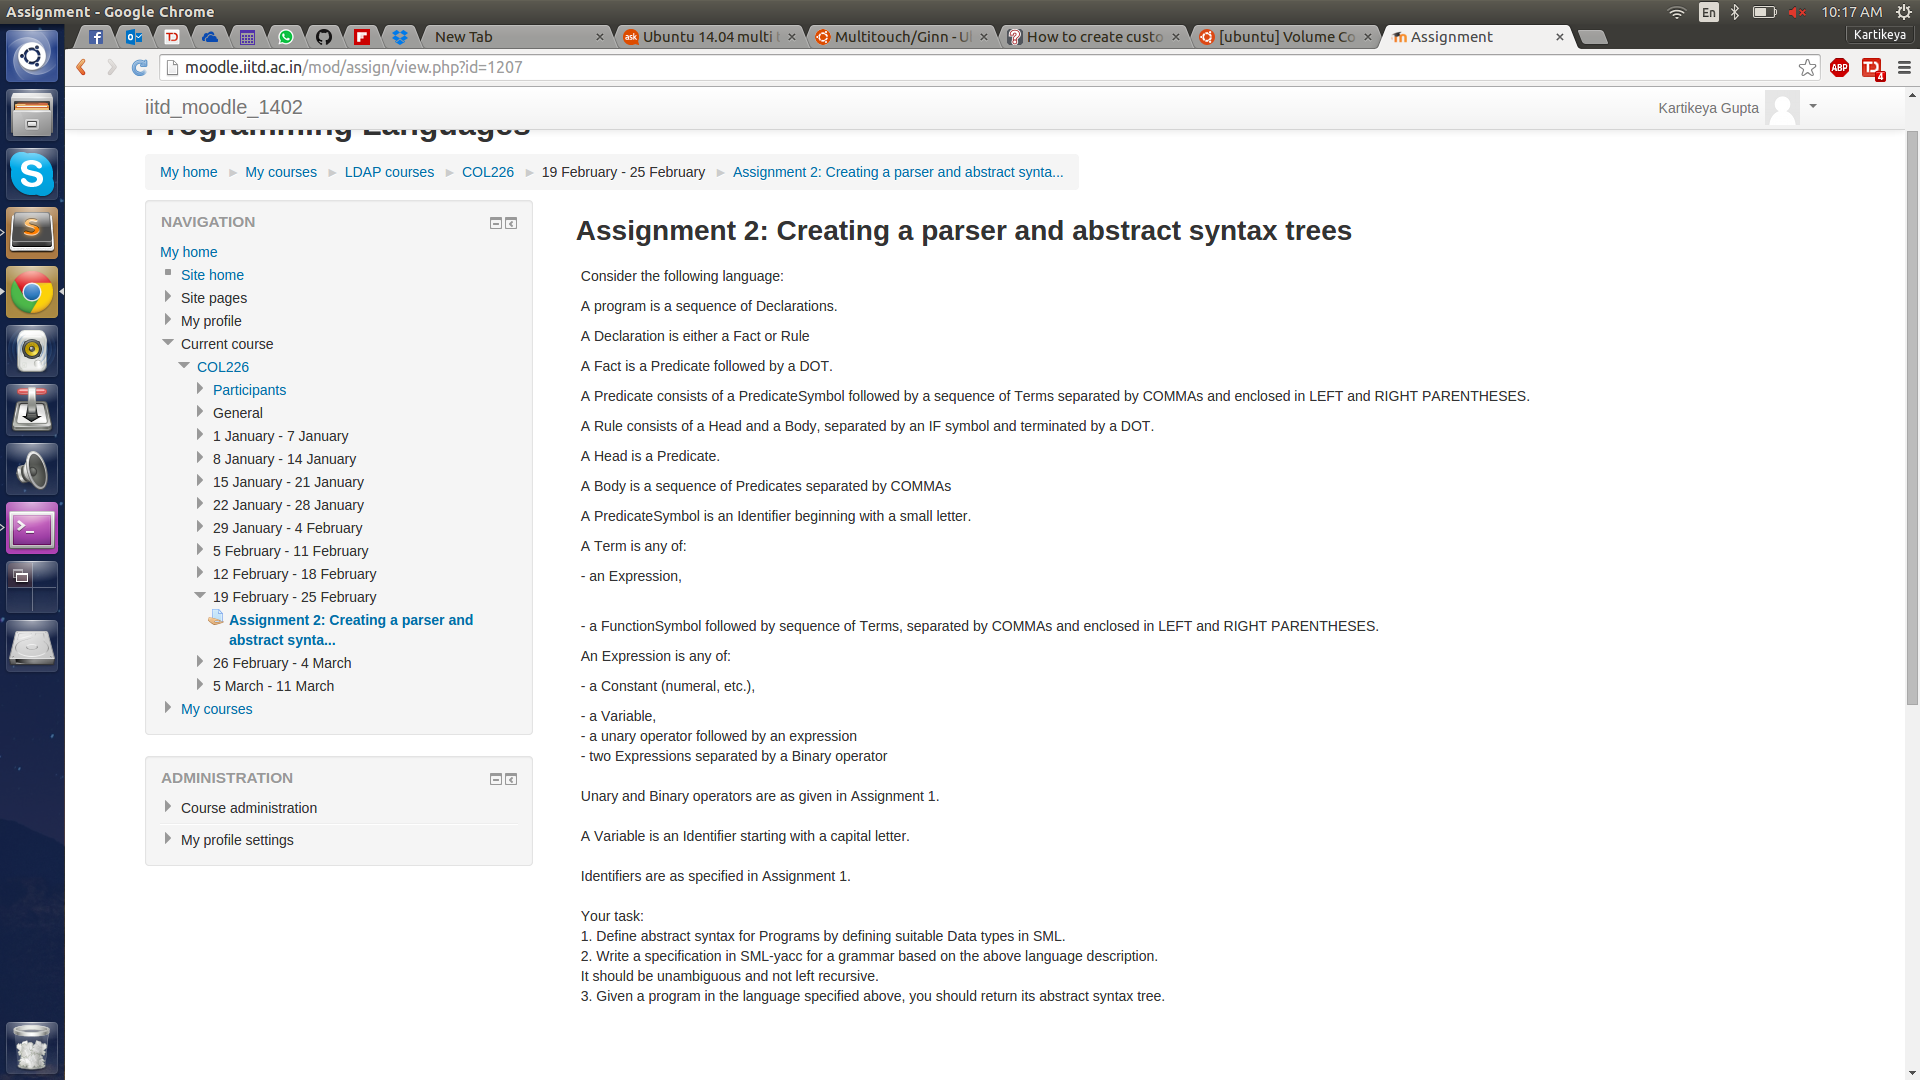 Assignment - Google Chrome
En
10:17 AM
New Tab
Ubuntu 14.04 multi
Multitouch/Ginn - U
How to create custo
[ubuntu] Volume Co
Assignment
Kartikeya
moodle.iitd.ac.in/mod/assign/view.php?id=1207
ABP
4
iitd_moodle_1402
Kartikeya Gupta
Programming Languages
My home
My courses
LDAP courses
COL226
19 February - 25 February
Assignment 2: Creating a parser and abstract synta...
NAVIGATION
My home
Site home
Site pages
My profile
Current course
COL226
Participants
General
1 January - 7 January
8 January - 14 January
15 January - 21 January
22 January - 28 January
29 January - 4 February
5 February - 11 February
12 February - 18 February
19 February - 25 February
Assignment 2: Creating a parser and
abstract synta...
26 February - 4 March
5 March - 11 March
My courses
ADMINISTRATION
Course administration
My profile settings
Assignment 2: Creating a parser and abstract syntax trees
Consider the following language:
A program is a sequence of Declarations.
A Declaration is either a Fact or Rule
A Fact is a Predicate followed by a DOT.
A Predicate consists of a PredicateSymbol followed by a sequence of Terms separated by COMMAs and enclosed in LEFT and RIGHT PARENTHESES.
A Rule consists of a Head and a Body, separated by an IF symbol and terminated by a DOT.
A Head is a Predicate.
A Body is a sequence of Predicates separated by COMMAs
A PredicateSymbol is an Identifier beginning with a small letter.
A Term is any of:
- an Expression,
- a FunctionSymbol followed by sequence of Terms, separated by COMMAs and enclosed in LEFT and RIGHT PARENTHESES.
An Expression is any of:
- a Constant (numeral, etc.),
- a Variable,
- a unary operator followed by an expression
- two Expressions separated by a Binary operator
Unary and Binary operators are as given in Assignment 1.
A Variable is an Identifier starting with a capital letter.
Identifiers are as specified in Assignment 1.
Your task:
1. Define abstract syntax for Programs by defining suitable Data types in SML.
2. Write a specification in SML-yacc for a grammar based on the above language description.
It should be unambiguous and not left recursive.
3. Given a program in the language specified above, you should return its abstract syntax tree.